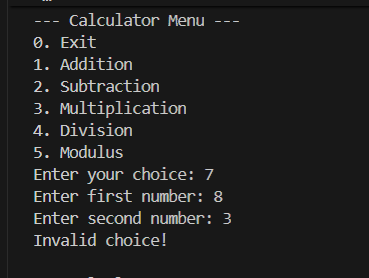 --- Calculator Menu ---
0. Exit
1. Addition
2. Subtraction
3. Multiplication
4. Division
5. Modulus
Enter your choice: 7
Enter first number: 8
Enter second number: 3
Invalid choice!